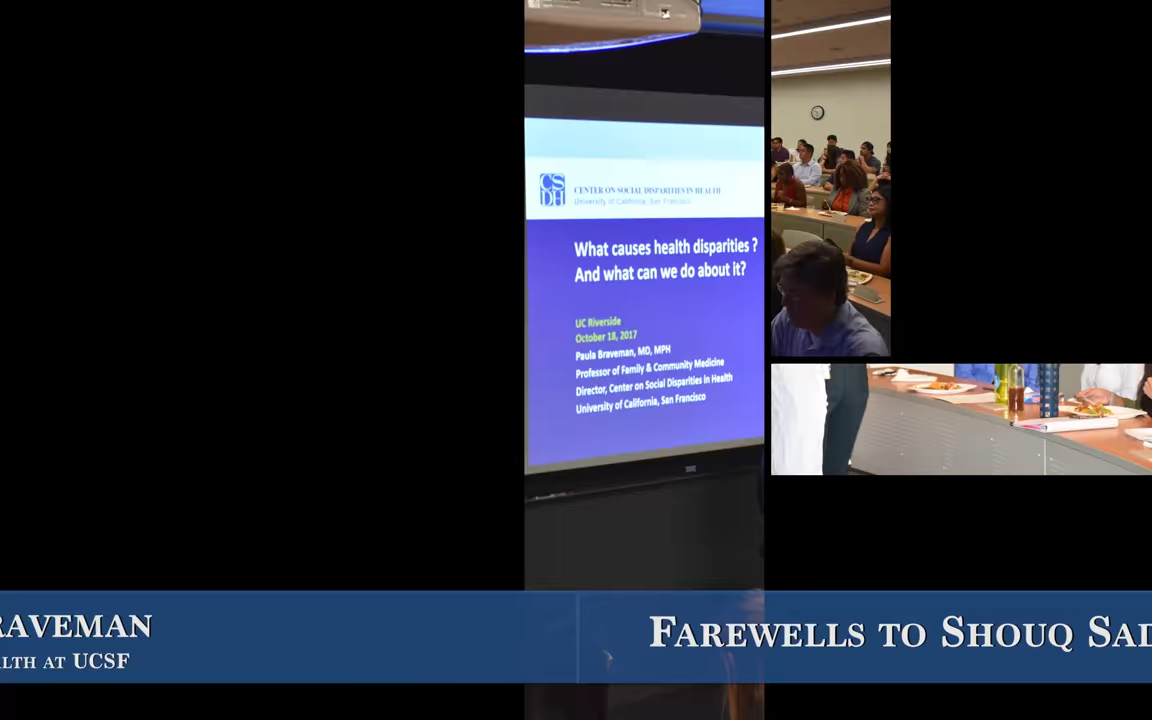 CSDH
CENTER ON SOCIAL DISPARITIES IN HEALTH
University of California, San Francisco
What causes health disparities ?
And what can we do about it?
UC Riverside
October 18, 2017
Paula Braveman, MD, MPH
Professor of Family & Community Medicine
Director, Center on Social Disparities in Health
University of California, San Francisco
RAVEMAN
LTH AT UCSF
FAREWELLS TO SHOUQ SAD